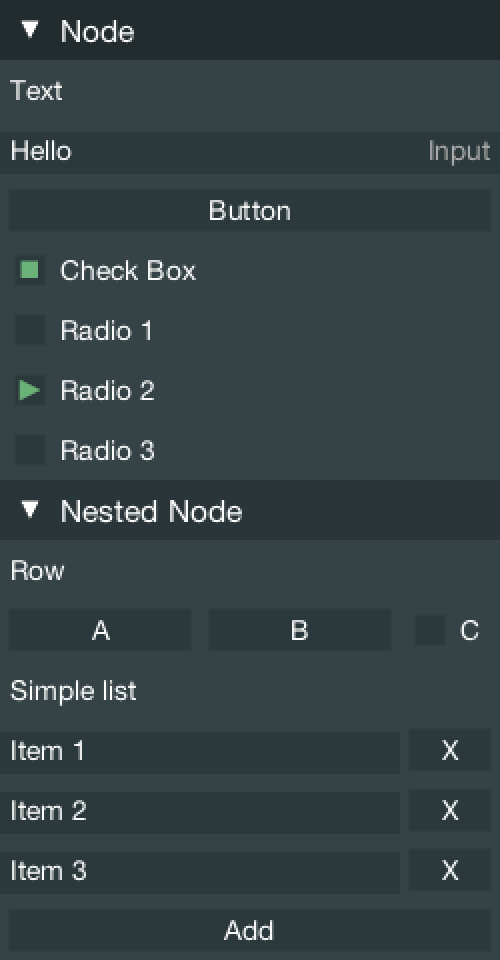 Node
Text
Hello Input
Button
Check Box
Radio 1
Radio 2
Radio 3
Nested Node
Row
A B C
Simple list
Item 1 X
Item 2 X
Item 3 X
Add